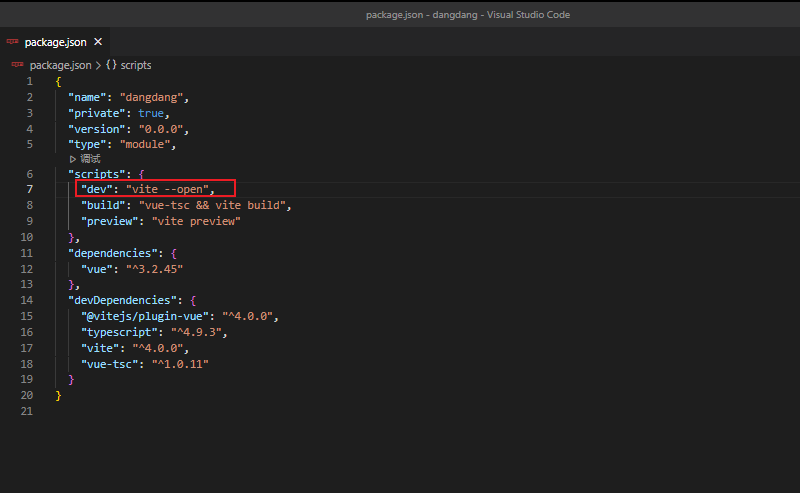 package.json - dangdang - Visual Studio Code
package.json ×
package.json > {} scripts
1 {
2 "name": "dangdang",
3 "private": true,
4 "version": "0.0.0",
5 "type": "module",
调试
6 "scripts": {
7 "dev": "vite --open",
8 "build": "vue-tsc && vite build",
9 "preview": "vite preview"
10 },
11 "dependencies": {
12 "vue": "^3.2.45"
13 },
14 "devDependencies": {
15 "@vitejs/plugin-vue": "^4.0.0",
16 "typescript": "^4.9.3",
17 "vite": "^4.0.0",
18 "vue-tsc": "^1.0.11"
19 }
20 }
21